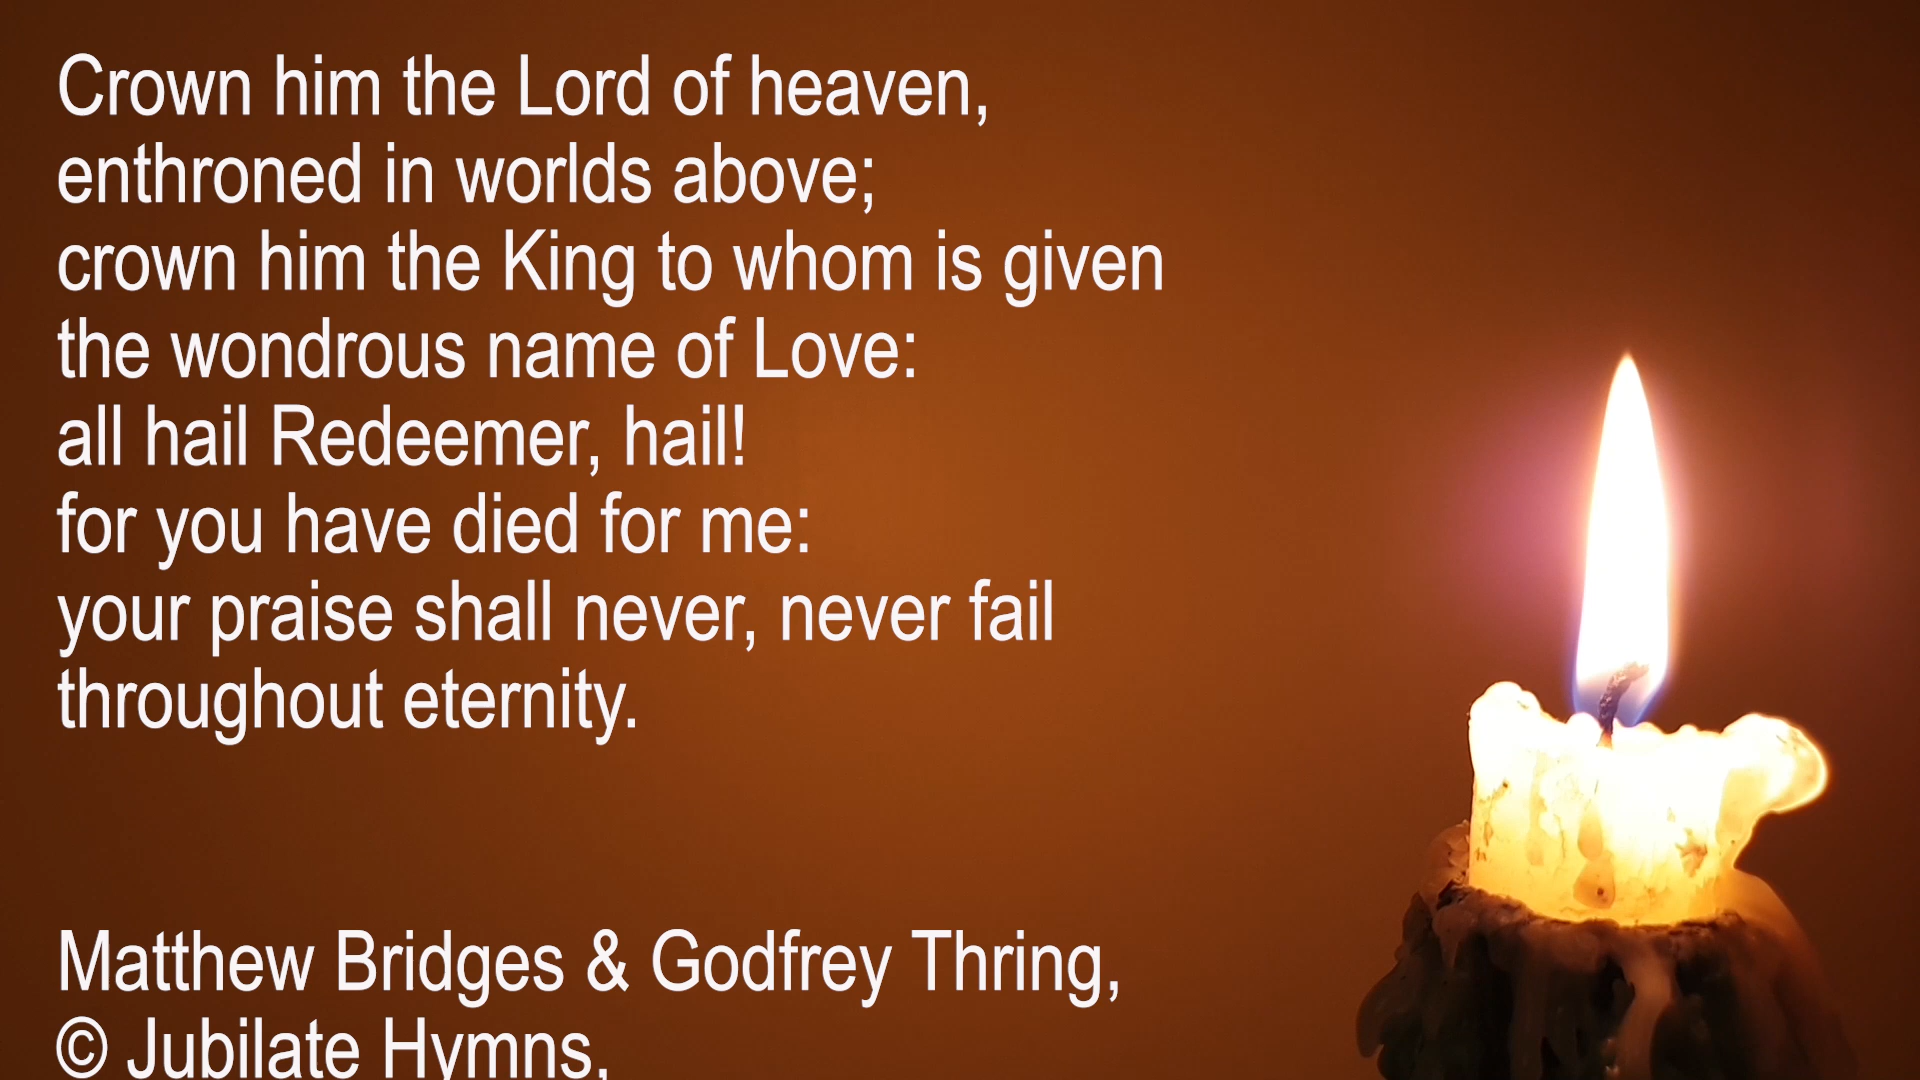 Crown him the Lord of heaven,
enthroned in worlds above;
crown him the King to whom is given
the wondrous name of Love:
all hail Redeemer, hail!
for you have died for me:
your praise shall never, never fail
throughout eternity.
Matthew Bridges & Godfrey Thring,
© Jubilate Hymns,